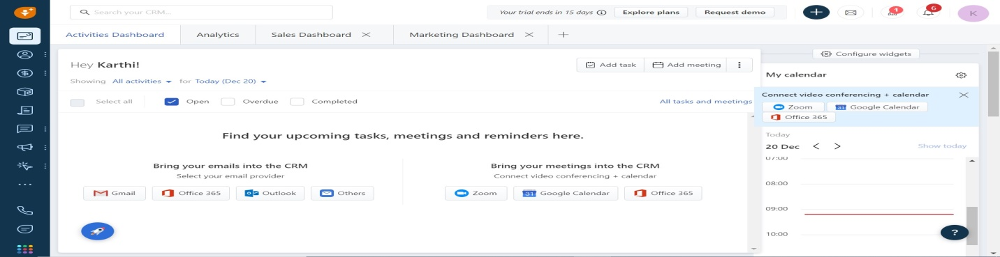 Search your CRM...
Your trial ends in 15 days
Explore plans
Request demo
1
6
K
Activities Dashboard
Analytics
Sales Dashboard
Marketing Dashboard
Configure widgets
Hey Karthi!
Add task
Add meeting
My calendar
Showing All activities for Today (Dec 20)
Select all
Open
Overdue
Completed
All tasks and meetings
Connect video conferencing + calendar
Zoom
Google Calendar
Office 365
Find your upcoming tasks, meetings and reminders here.
Today
20 Dec
Show today
Bring your emails into the CRM
Select your email provider
Gmail
Office 365
Outlook
Others
Bring your meetings into the CRM
Connect video conferencing + calendar
Zoom
31
Google Calendar
Office 365
07:00
08:00
09:00
10:00
?